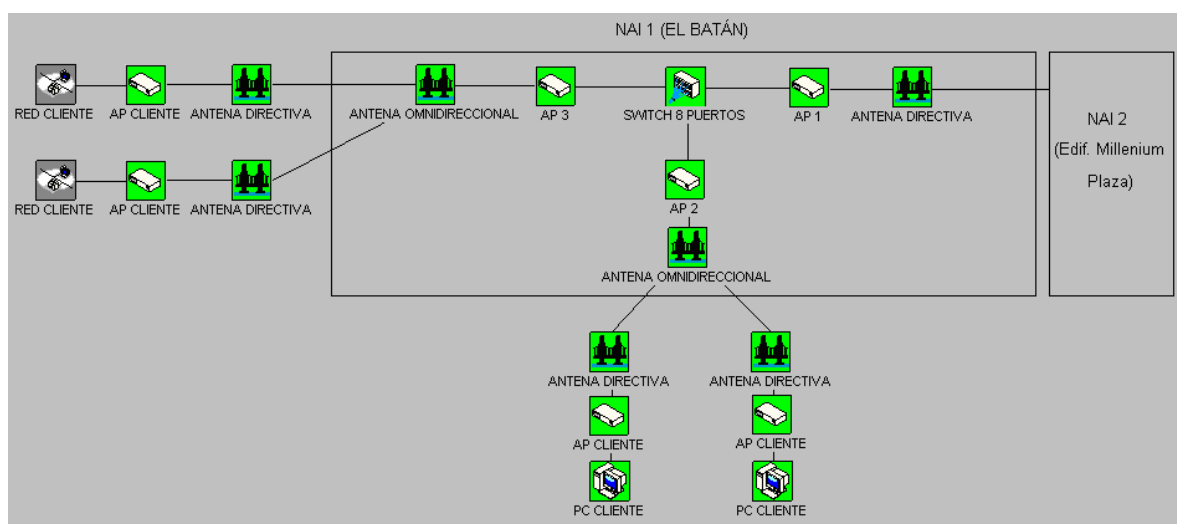 NAI 1 (EL BATÁN)
RED CLIENTE
AP CLIENTE
ANTENA DIRECTIVA
ANTENA OMNIDIRECCIONAL
AP 3
SWITCH 8 PUERTOS
AP 1
ANTENA DIRECTIVA
NAI 2
(Edif. Millenium
Plaza)
RED CLIENTE
AP CLIENTE
ANTENA DIRECTIVA
AP 2
ANTENA OMNIDIRECCIONAL
ANTENA DIRECTIVA
ANTENA DIRECTIVA
AP CLIENTE
AP CLIENTE
PC CLIENTE
PC CLIENTE